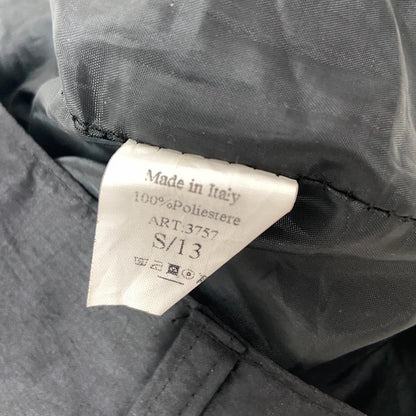 Made in Italy
100%Poliestere
ART:3757
S/13